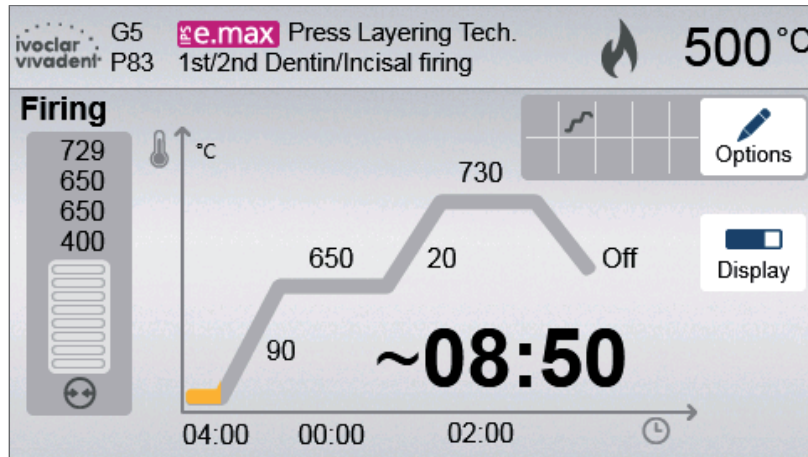 ivoclar vivadent G5 P83
IPS e.max Press Layering Tech.
1st/2nd Dentin/Incisal firing
500°C
Firing
729
650
650
400
°C
730
650
20
Off
90
~08:50
04:00 00:00 02:00
Options
Display